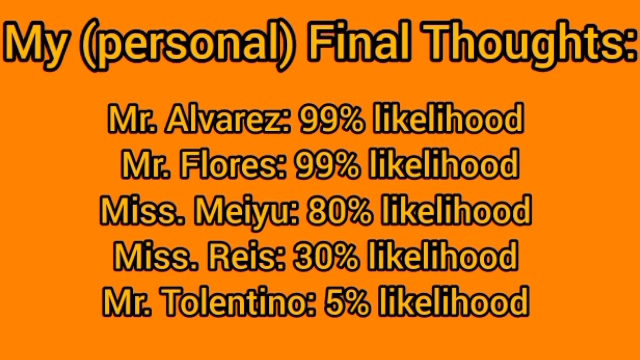 My (personal) Final Thoughts:
Mr. Alvarez: 99% likelihood
Mr. Flores: 99% likelihood
Miss. Meiyu: 80% likelihood
Miss. Reis: 30% likelihood
Mr. Tolentino: 5% likelihood